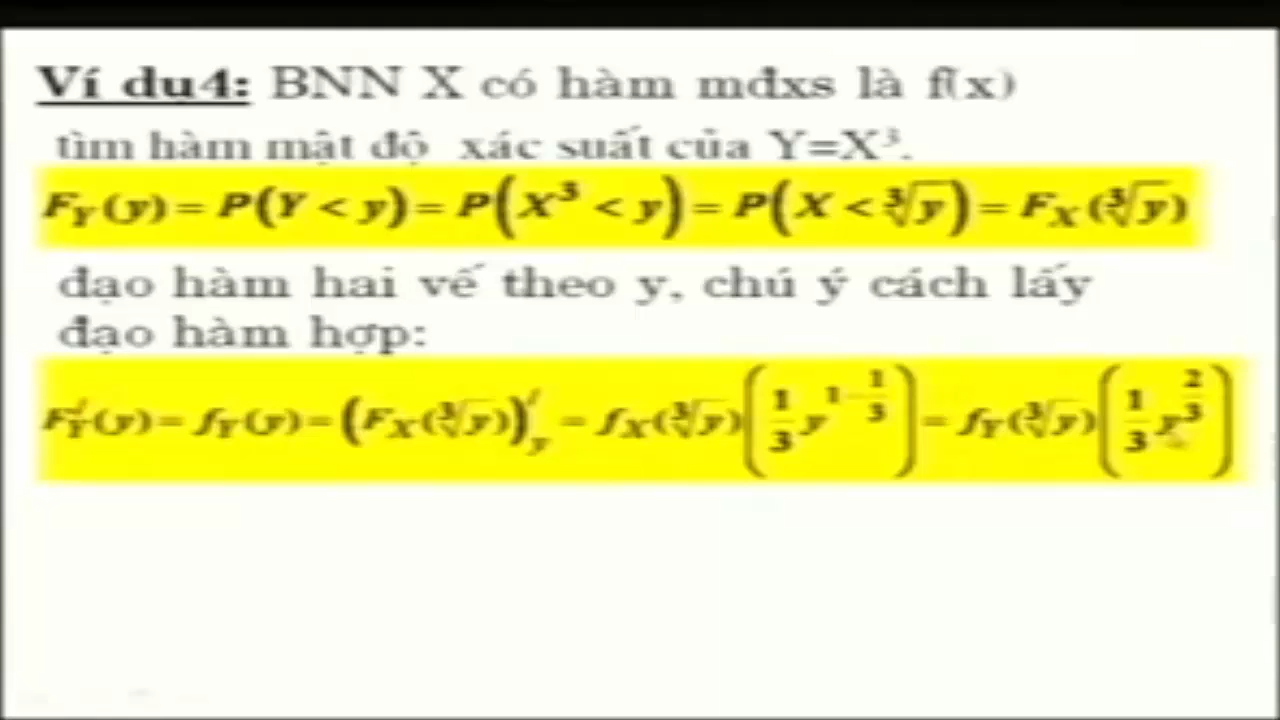 Ví dụ4: BNN X có hàm mđxs là f(x)
tìm hàm mật độ xác suất của Y=X³.
F_Y(y) = P(Y < y) = P(X³ < y) = P(X < ∛y) = F_X(∛y)
đạo hàm hai vế theo y, chú ý cách lấy
đạo hàm hợp:
F'_Y(y) = f_Y(y) = (F_X(∛y))'_y = f_X(∛y)(1/3 y^(1-1/3)) = f_Y(∛y)(1/3 y^(2/3))